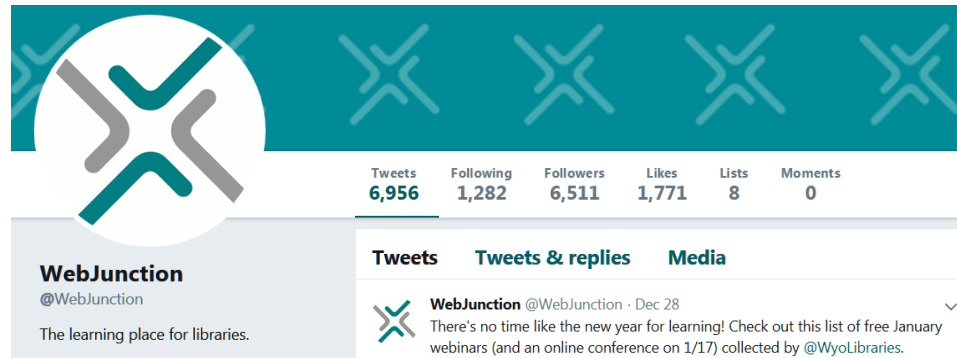 Tweets Following Followers Likes Lists Moments
6,956 1,282 6,511 1,771 8 0
WebJunction
@WebJunction
The learning place for libraries.
Tweets Tweets & replies Media
WebJunction @WebJunction · Dec 28
There's no time like the new year for learning! Check out this list of free January
webinars (and an online conference on 1/17) collected by @WyoLibraries.